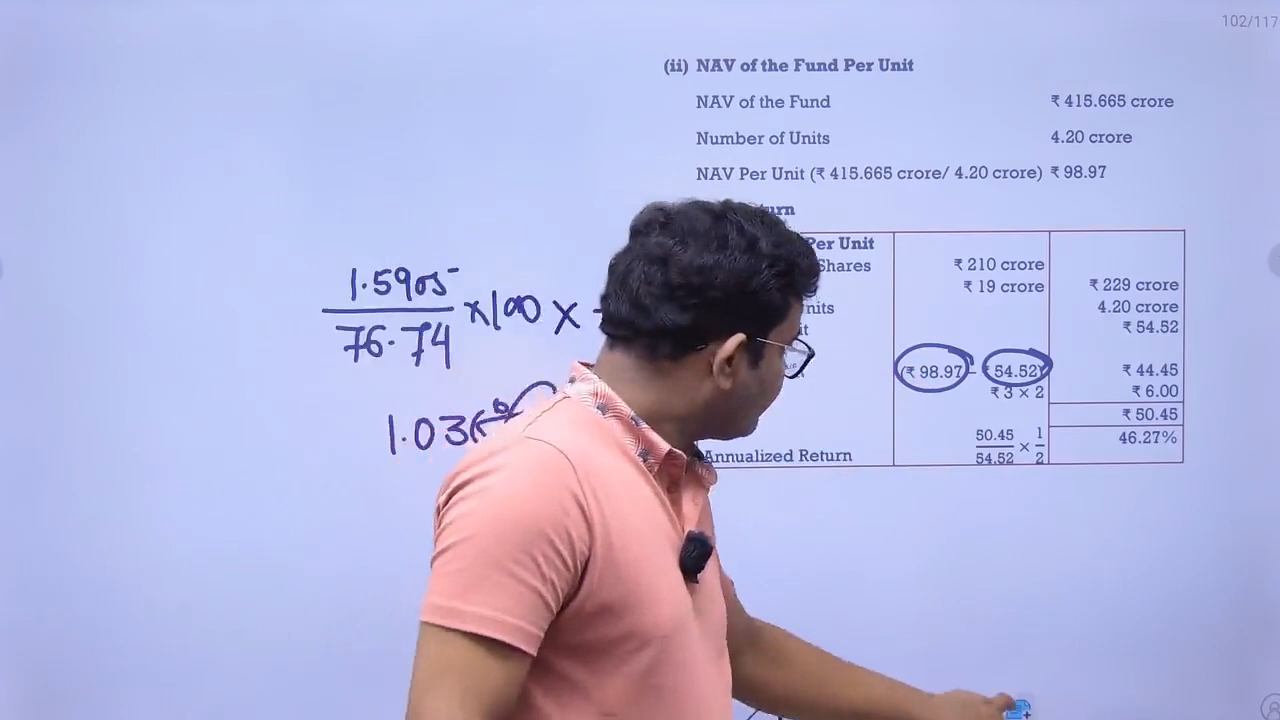 102/117
(ii) NAV of the Fund Per Unit
NAV of the Fund ₹ 415.665 crore
Number of Units 4.20 crore
NAV Per Unit (₹ 415.665 crore/ 4.20 crore) ₹ 98.97
Per Unit
Shares ₹ 210 crore
₹ 19 crore ₹ 229 crore
4.20 crore
₹ 54.52
(₹ 98.97 – 54.52) ₹ 44.45
₹ 3 × 2 ₹ 6.00
₹ 50.45
Annualized Return 50.45/54.52 × 1/2 46.27%
1.5905
76.74 ×100 ×
1.036